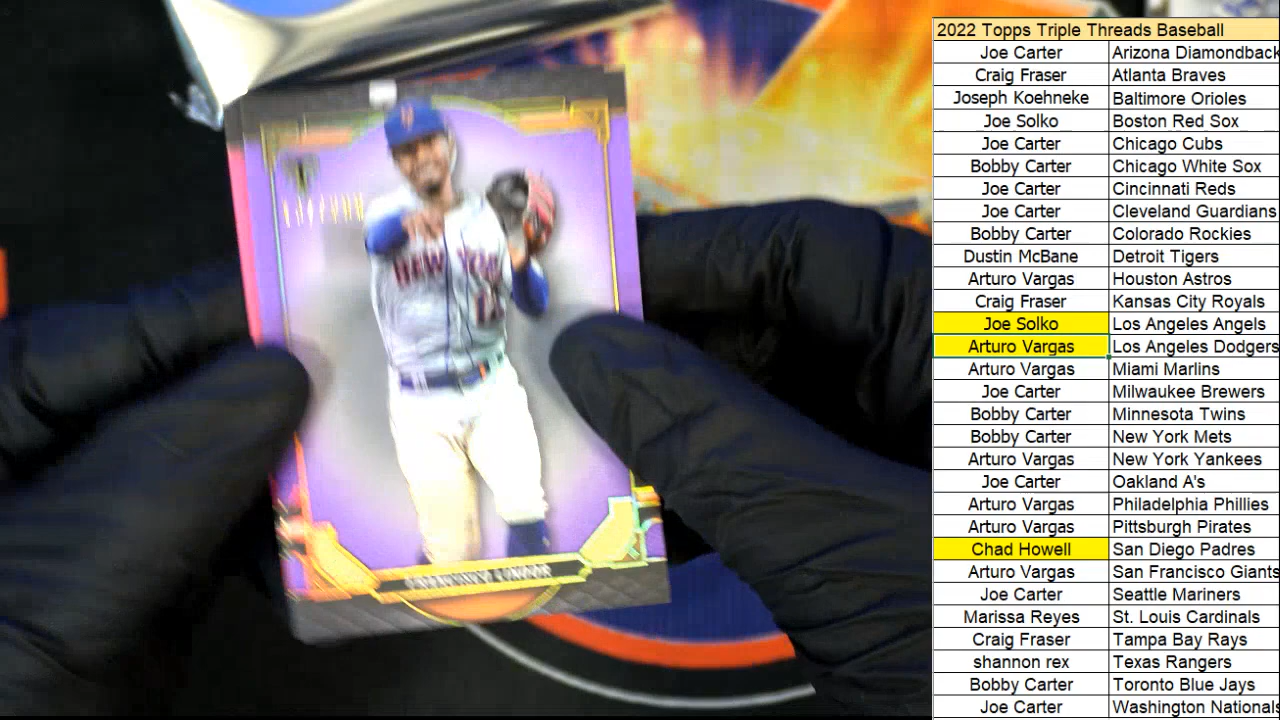 2022 Topps Triple Threads Baseball
Joe Carter Arizona Diamondback
Craig Fraser Atlanta Braves
Joseph Koehneke Baltimore Orioles
Joe Solko Boston Red Sox
Joe Carter Chicago Cubs
Bobby Carter Chicago White Sox
Joe Carter Cincinnati Reds
Joe Carter Cleveland Guardians
Bobby Carter Colorado Rockies
Dustin McBane Detroit Tigers
Arturo Vargas Houston Astros
Craig Fraser Kansas City Royals
Joe Solko Los Angeles Angels
Arturo Vargas Los Angeles Dodgers
Arturo Vargas Miami Marlins
Joe Carter Milwaukee Brewers
Bobby Carter Minnesota Twins
Bobby Carter New York Mets
Arturo Vargas New York Yankees
Joe Carter Oakland A's
Arturo Vargas Philadelphia Phillies
Arturo Vargas Pittsburgh Pirates
Chad Howell San Diego Padres
Arturo Vargas San Francisco Giants
Joe Carter Seattle Mariners
Marissa Reyes St. Louis Cardinals
Craig Fraser Tampa Bay Rays
shannon rex Texas Rangers
Bobby Carter Toronto Blue Jays
Joe Carter Washington Nationals
NEW YORK
12